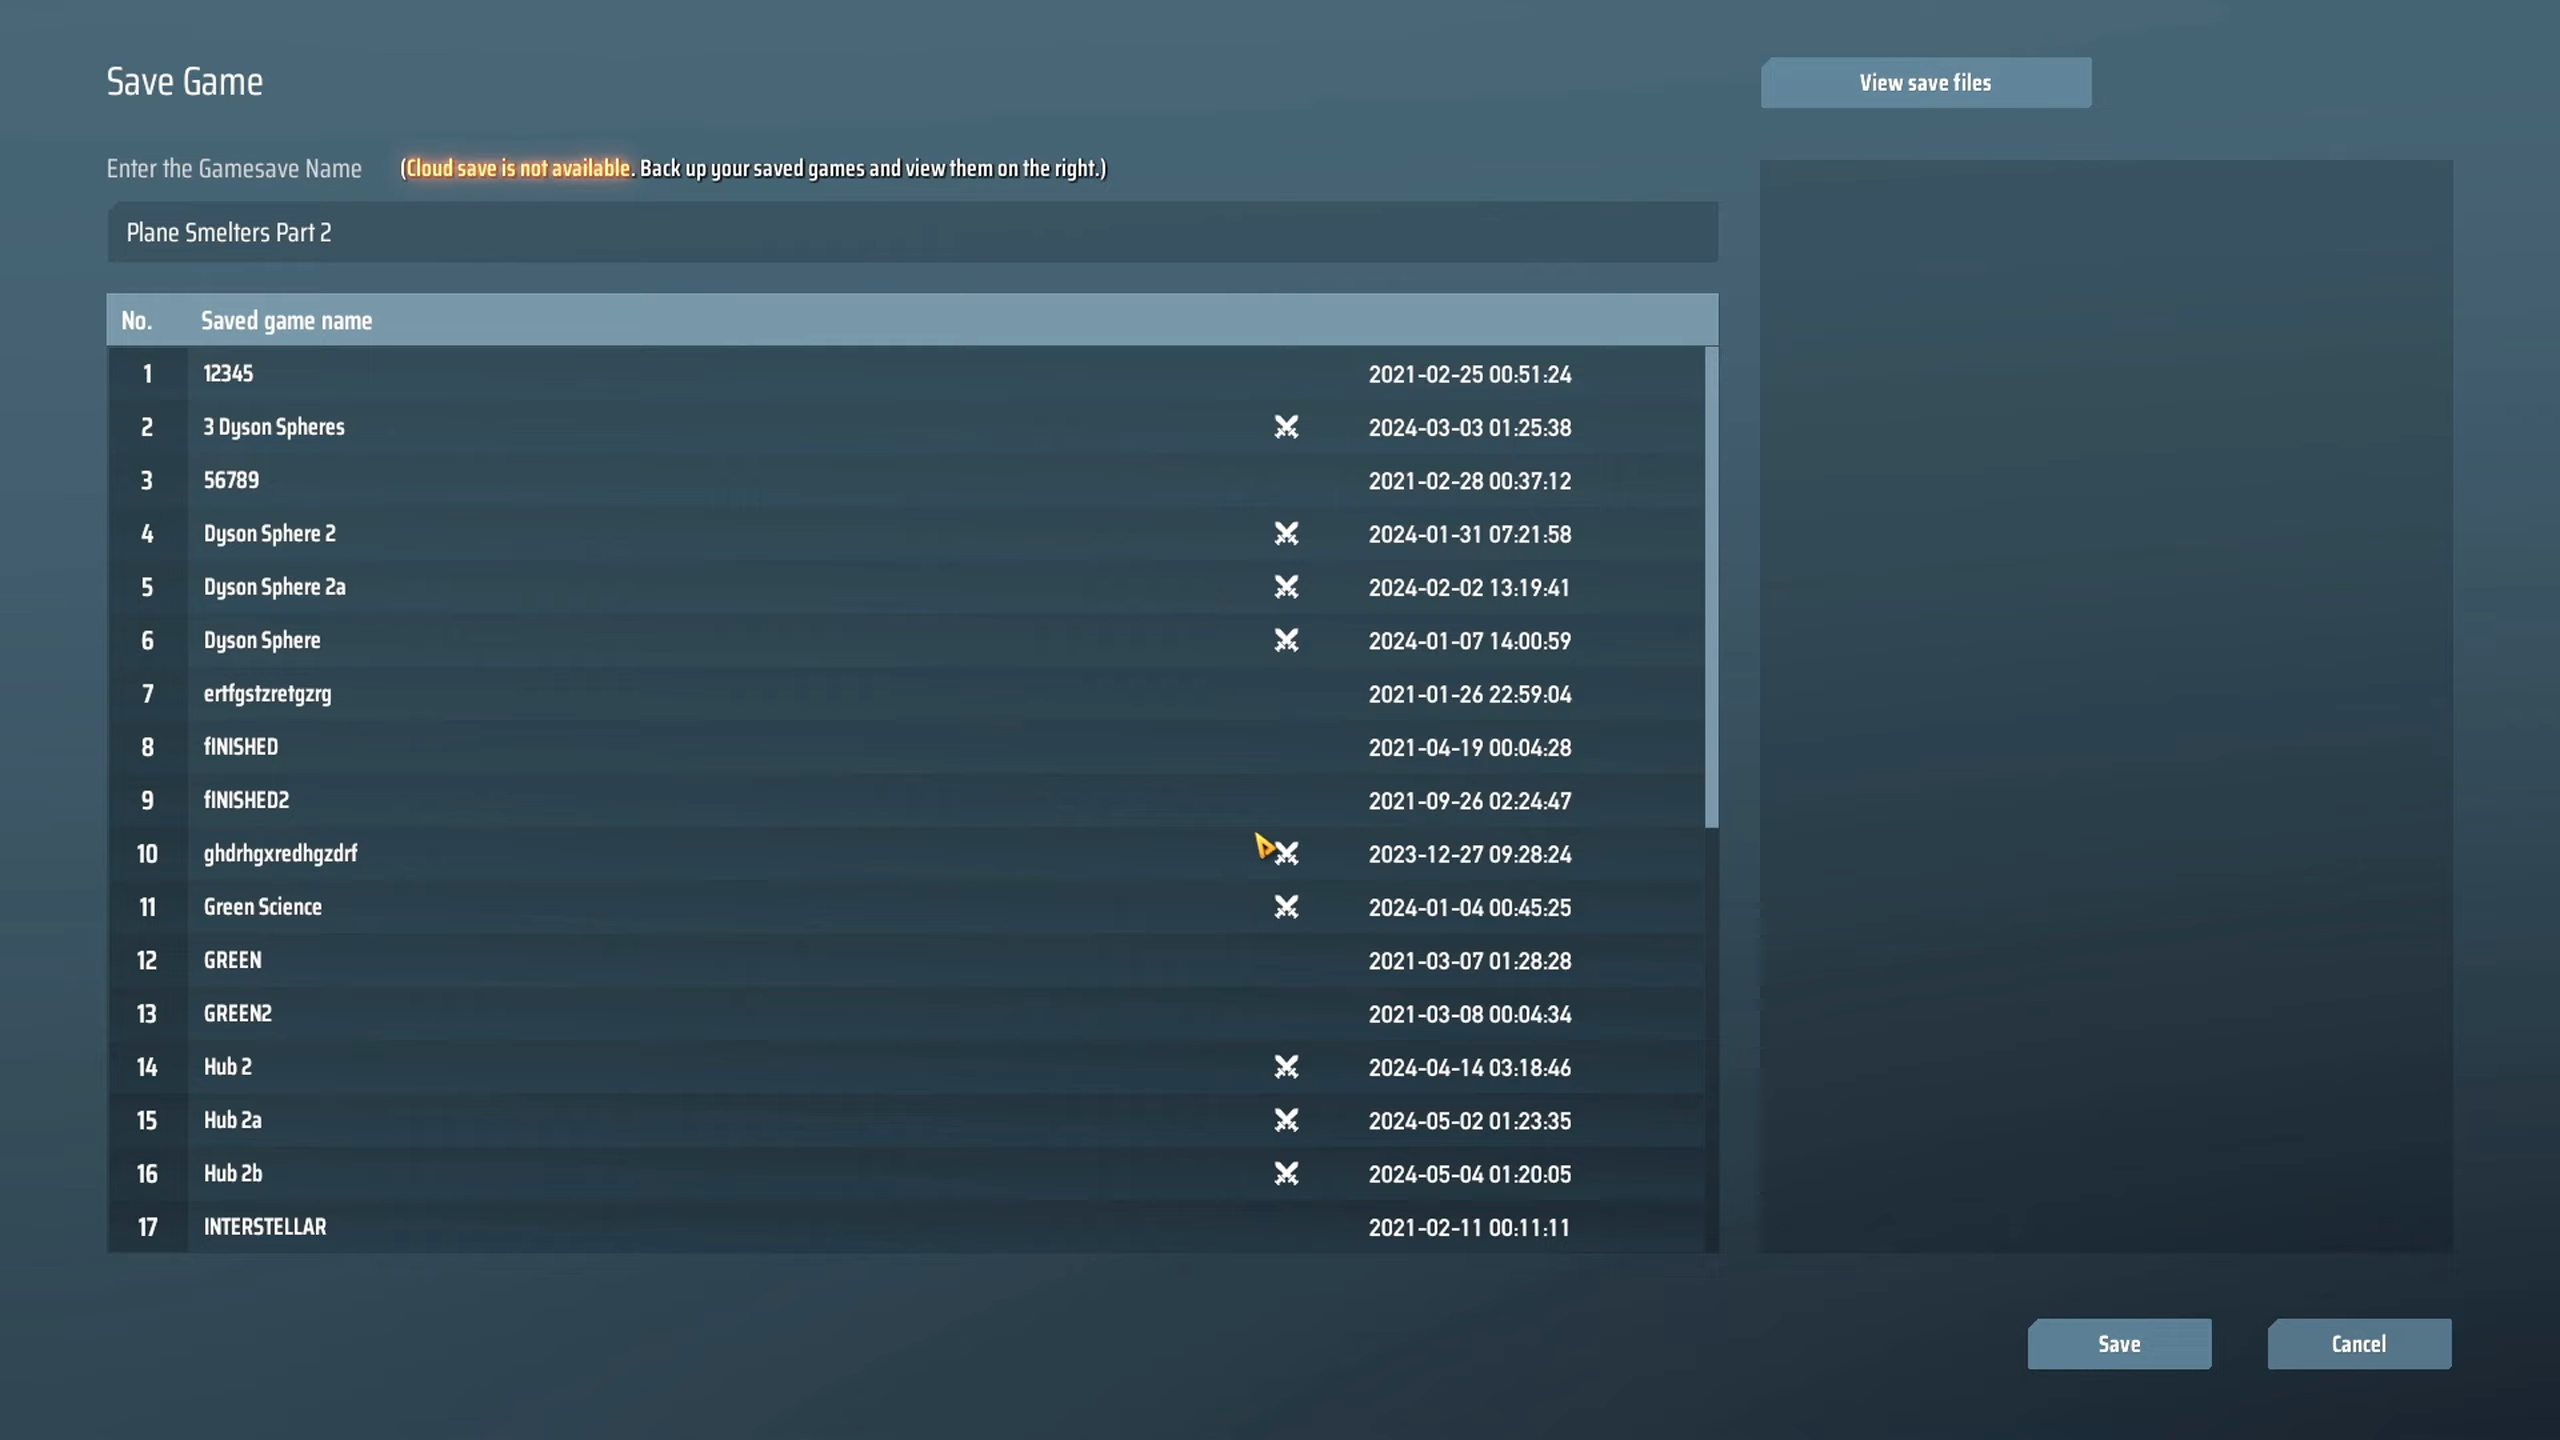 Save Game
View save files
Enter the Gamesave Name (Cloud save is not available. Back up your saved games and view them on the right.)
Plane Smelters Part 2
No. Saved game name
1 12345 2021-02-25 00:51:24
2 3 Dyson Spheres 2024-03-03 01:25:38
3 56789 2021-02-28 00:37:12
4 Dyson Sphere 2 2024-01-31 07:21:58
5 Dyson Sphere 2a 2024-02-02 13:19:41
6 Dyson Sphere 2024-01-07 14:00:59
7 ertfgstzretgzrg 2021-01-26 22:59:04
8 fINISHED 2021-04-19 00:04:28
9 fINISHED2 2021-09-26 02:24:47
10 ghdrhgxredhgzdrf 2023-12-27 09:28:24
11 Green Science 2024-01-04 00:45:25
12 GREEN 2021-03-07 01:28:28
13 GREEN2 2021-03-08 00:04:34
14 Hub 2 2024-04-14 03:18:46
15 Hub 2a 2024-05-02 01:23:35
16 Hub 2b 2024-05-04 01:20:05
17 INTERSTELLAR 2021-02-11 00:11:11
Save Cancel